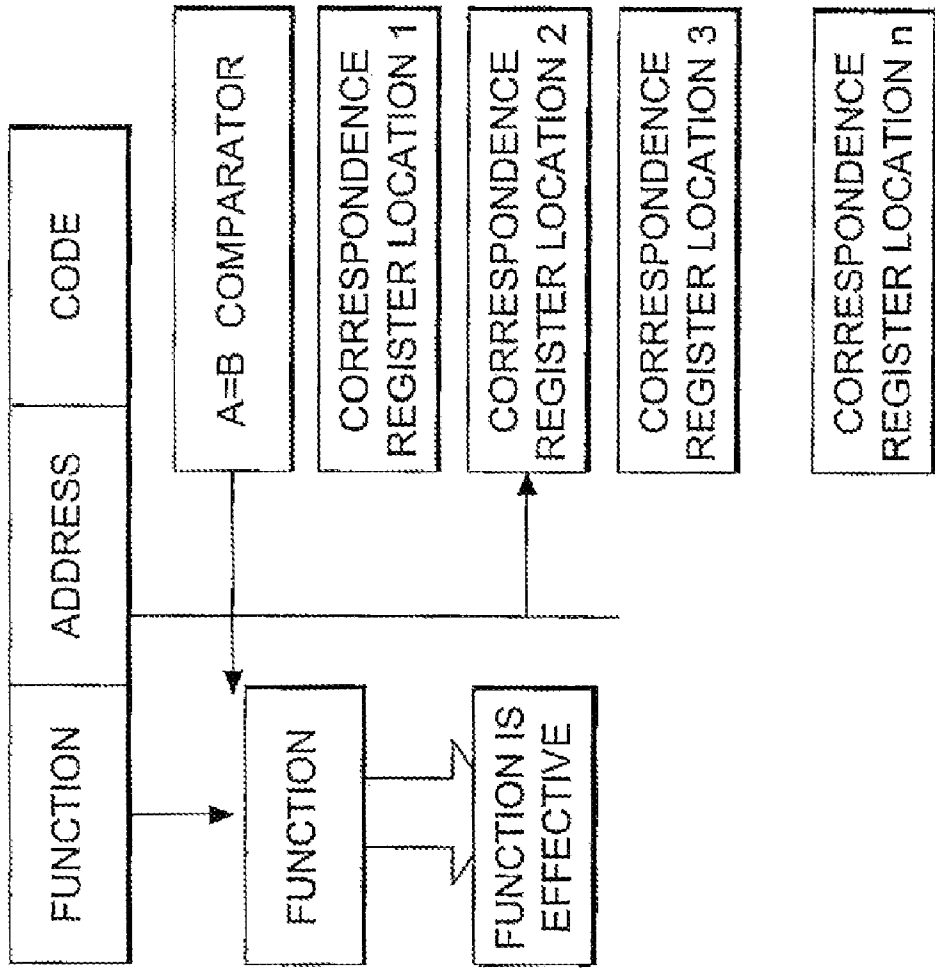 FUNCTION
ADDRESS
CODE
FUNCTION
A=B COMPARATOR
FUNCTION IS
EFFECTIVE
CORRESPONDENCE
REGISTER LOCATION 1
CORRESPONDENCE
REGISTER LOCATION 2
CORRESPONDENCE
REGISTER LOCATION 3
CORRESPONDENCE
REGISTER LOCATION n